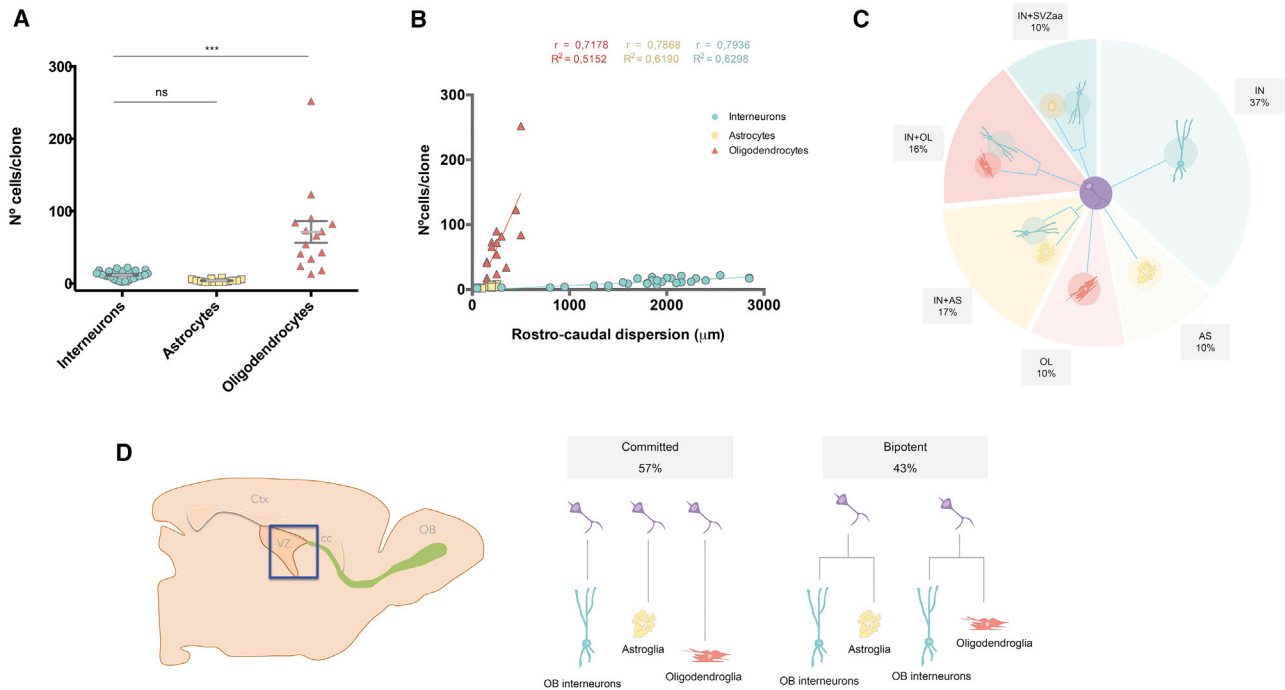 A
***
ns
300
200
100
0
Nº cells/clone
Interneurons
Astrocytes
Oligodendrocytes
B
r = 0,7178
R2 = 0,5152
r = 0,7868
R2 = 0,6190
r = 0,7936
R2 = 0,6298
300
200
100
0
Nºcells/clone
Interneurons
Astrocytes
Oligodendrocytes
0
1000
2000
3000
Rostro-caudal dispersion (μm)
C
IN+SVZaa
10%
IN
37%
IN+OL
16%
IN+AS
17%
OL
10%
AS
10%
D
Ctx
VZ
cc
OB
Committed
57%
Bipotent
43%
Astroglia
OB interneurons
Oligodendroglia
Astroglia
OB interneurons
OB interneurons
Oligodendroglia